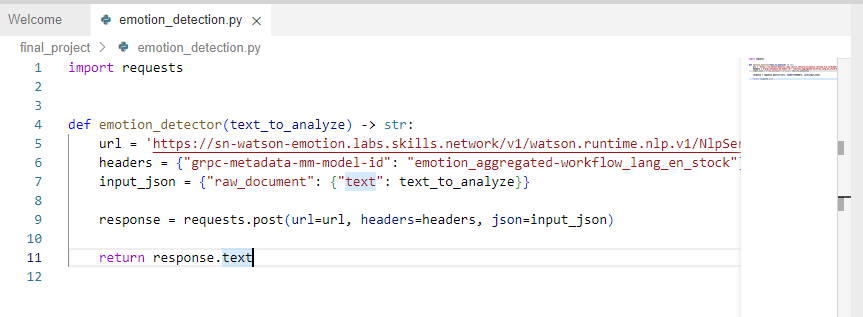 Welcome
emotion_detection.py ×
final_project > emotion_detection.py
1 import requests
2
3
4 def emotion_detector(text_to_analyze) -> str:
5 url = 'https://sn-watson-emotion.labs.skills.network/v1/watson.runtime.nlp.v1/NlpSer
6 headers = {"grpc-metadata-mm-model-id": "emotion_aggregated-workflow_lang_en_stock"}
7 input_json = {"raw_document": {"text": text_to_analyze}}
8
9 response = requests.post(url=url, headers=headers, json=input_json)
10
11 return response.text
12